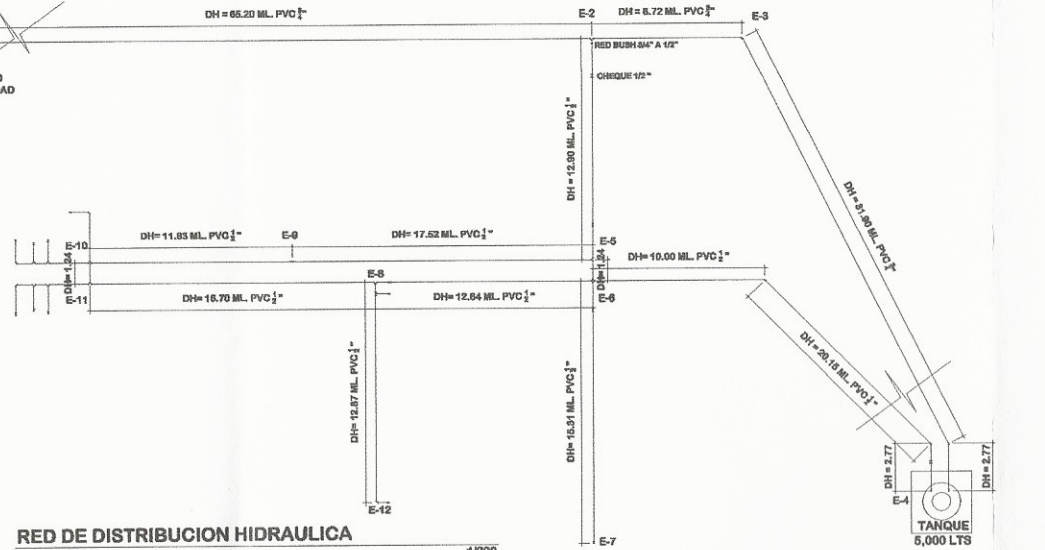 DH = 65.20 ML. PVC 3/4"
E-2
DH = 6.72 ML. PVC 3/4"
E-3
RED BUSH 3/4" A 1/2"
CHEQUE 1/2"
AD
DH = 12.90 ML. PVC 1/2"
DH = 31.90 ML. PVC 3/4"
E-10
DH= 11.63 ML. PVC 1/2"
E-9
DH= 17.52 ML. PVC 1/2"
E-5
DH= 1.24
DH= 1.24
DH= 10.00 ML. PVC 1/2"
E-8
E-11
DH= 16.70 ML. PVC 1/2"
DH= 12.64 ML. PVC 1/2"
E-6
DH = 20.15 ML. PVC 1/2"
DH= 12.87 ML. PVC 1/2"
DH= 15.31 ML. PVC 1/2"
DH = 2.77
DH = 2.77
E-4
E-12
TANQUE
5,000 LTS
RED DE DISTRIBUCION HIDRAULICA
E-7